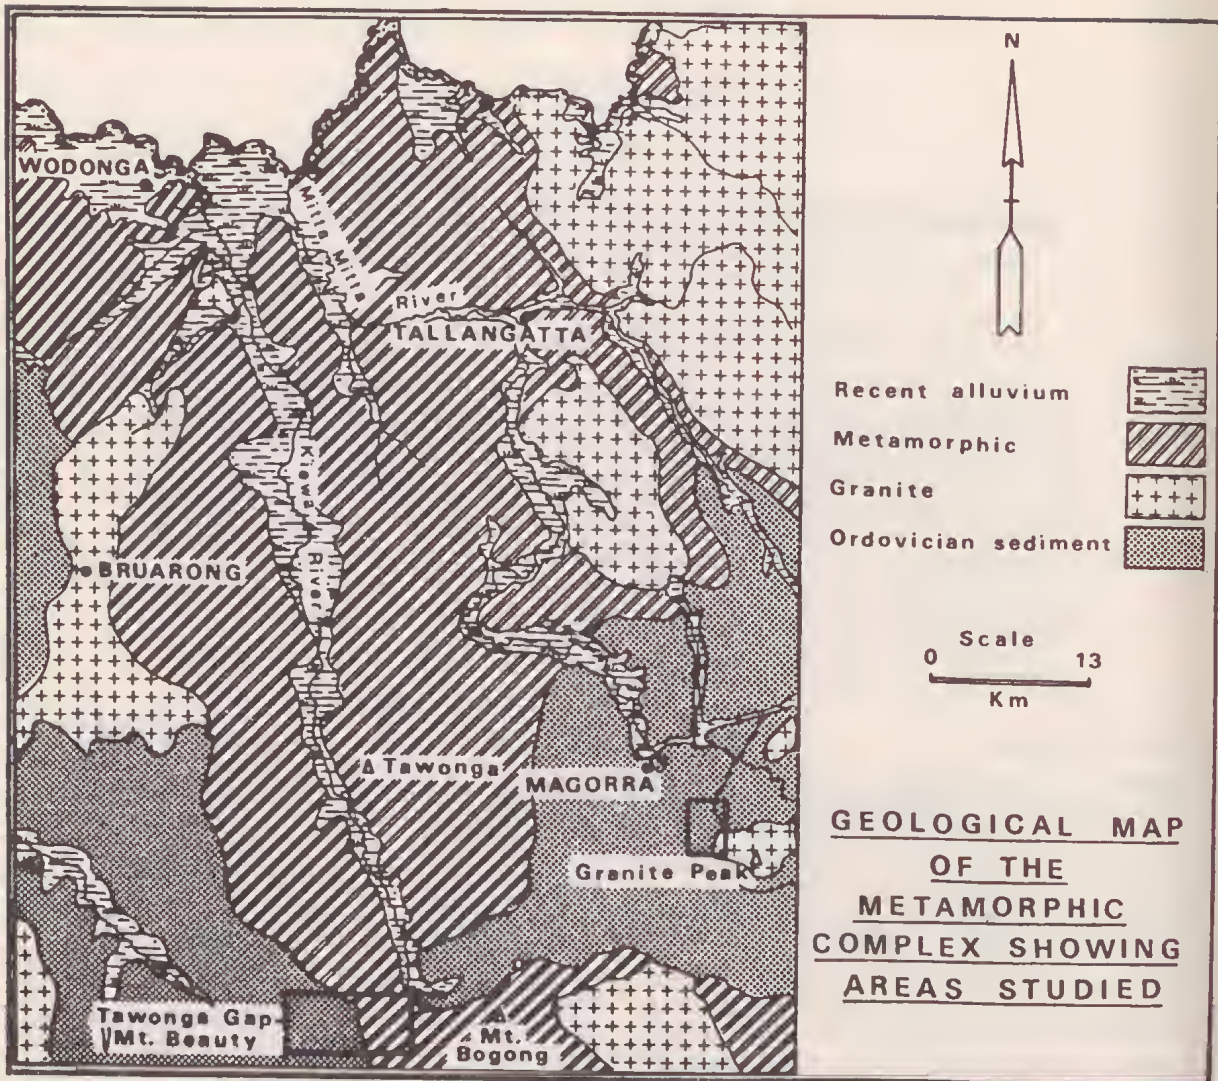 N
WODONGA
Mitta Mitta
River
TALLANGATTA
Kiewa
River
BRUARONG
Tawonga
MAGORRA
Granite Peak
Tawonga Gap
Mt. Beauty
Mt.
Bogong
Recent alluvium
Metamorphic
Granite
Ordovician sediment
Scale
0 13
Km
GEOLOGICAL MAP
OF THE
METAMORPHIC
COMPLEX SHOWING
AREAS STUDIED